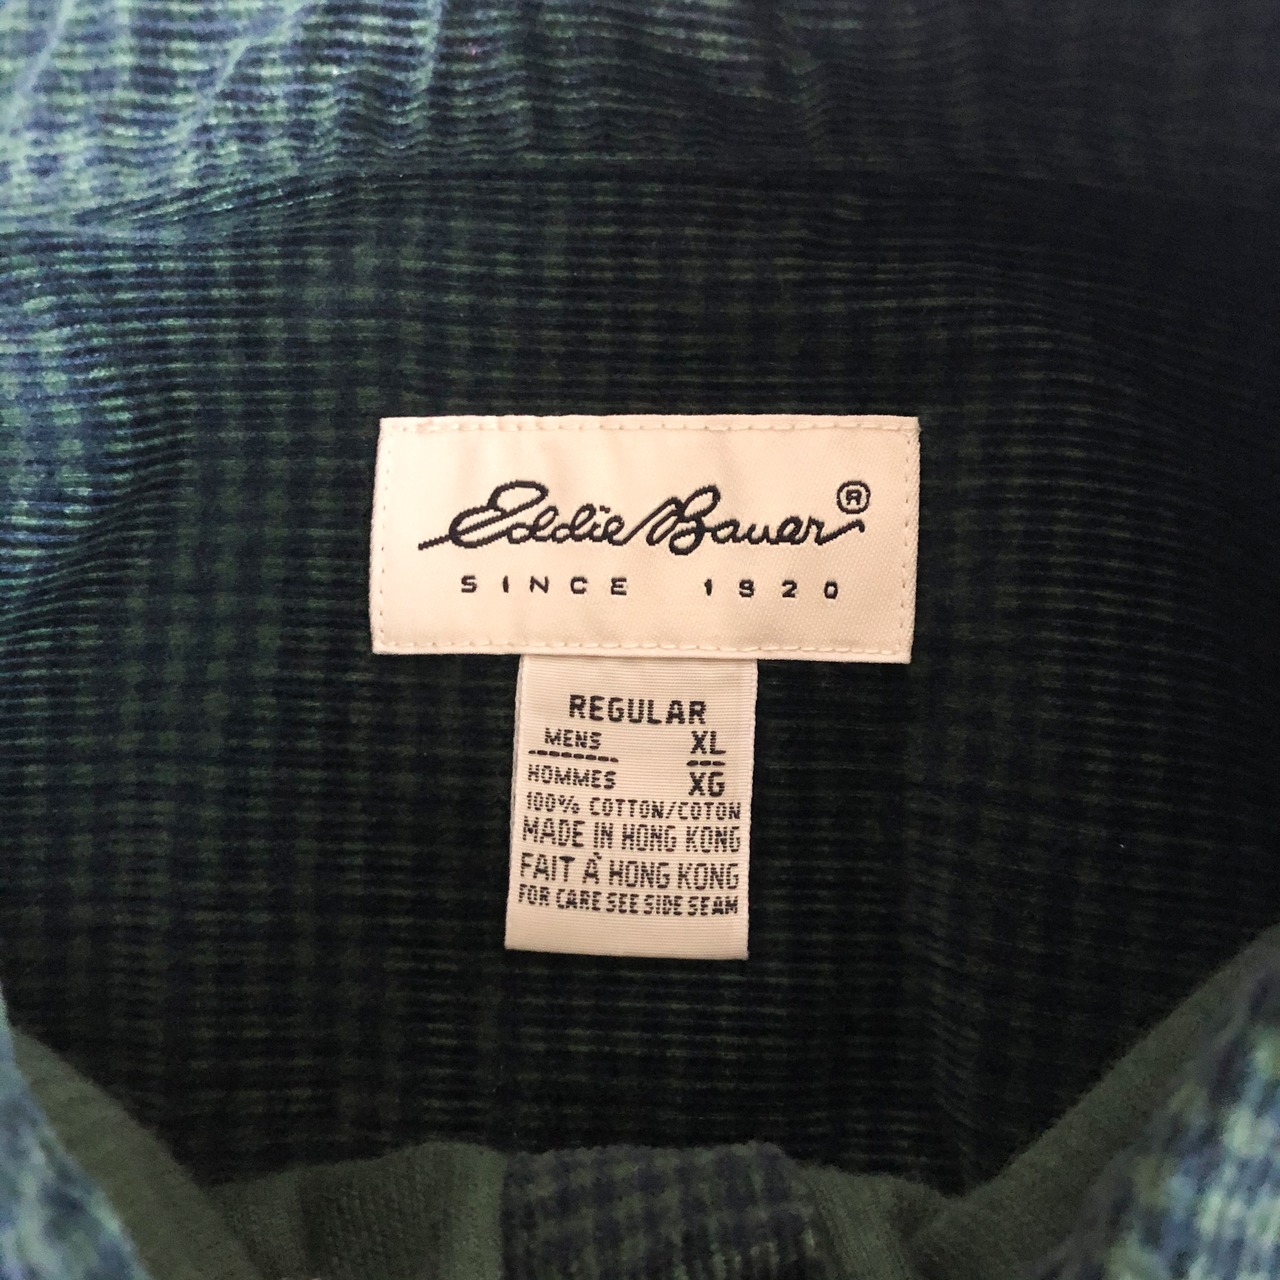 Eddie Bauer ®
SINCE 1920
REGULAR
MENS XL
HOMMES XG
100% COTTON/COTON
MADE IN HONG KONG
FAIT À HONG KONG
FOR CARE SEE SIDE SEAM